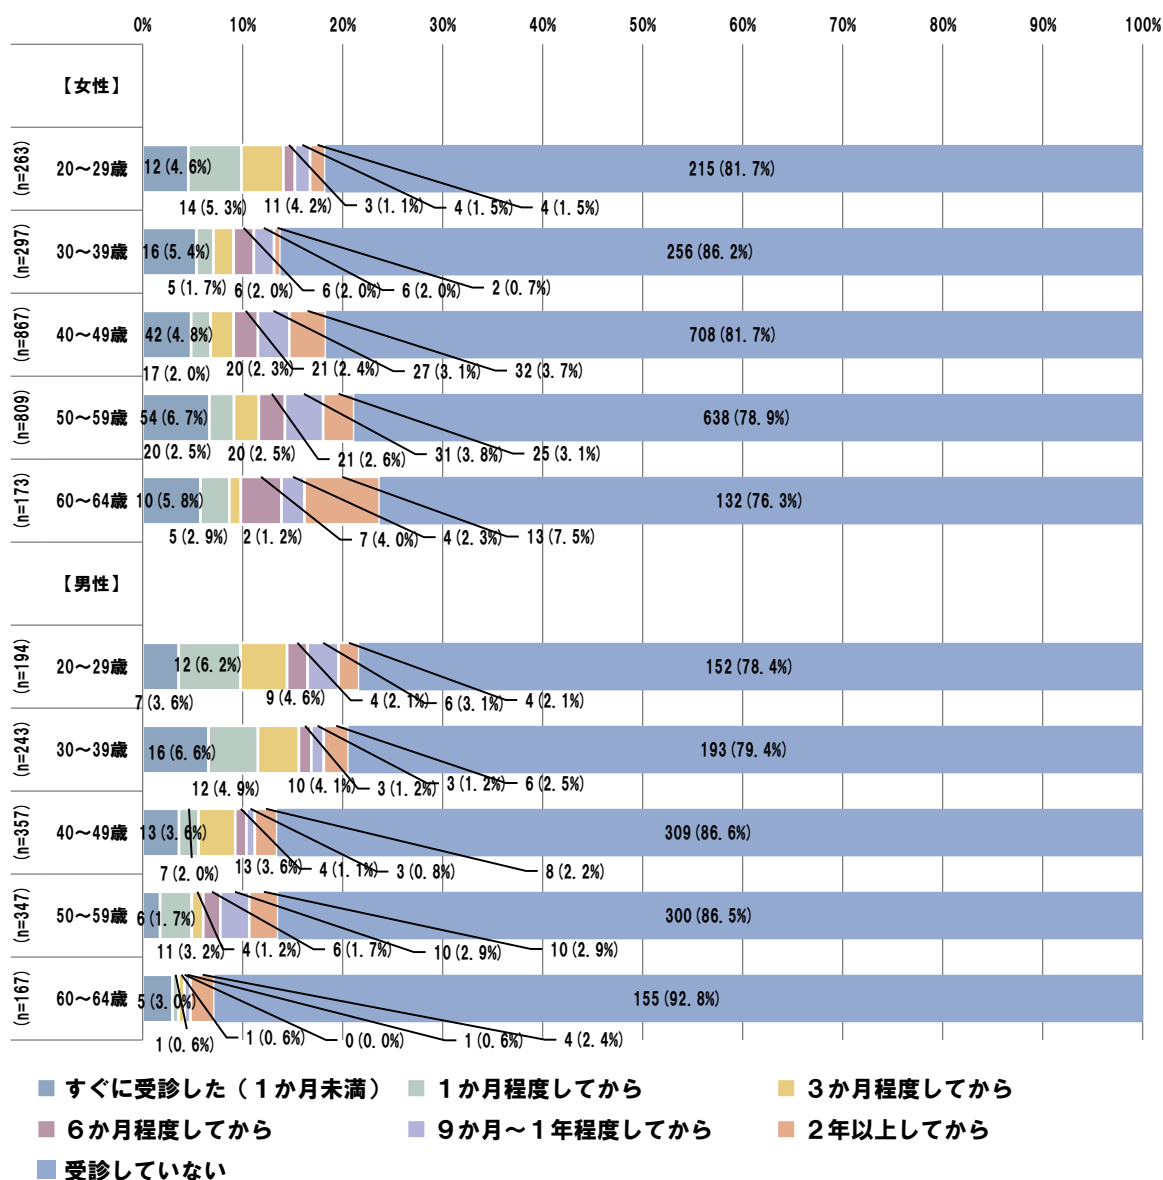 0% 10% 20% 30% 40% 50% 60% 70% 80% 90% 100%
【女性】
(n=263) 20～29歳 12(4.6%) 215(81.7%)
14(5.3%) 11(4.2%) 3(1.1%) 4(1.5%) 4(1.5%)
(n=297) 30～39歳 16(5.4%) 256(86.2%)
5(1.7%) 6(2.0%) 6(2.0%) 6(2.0%) 2(0.7%)
(n=867) 40～49歳 42(4.8%) 708(81.7%)
17(2.0%) 20(2.3%) 21(2.4%) 27(3.1%) 32(3.7%)
(n=809) 50～59歳 54(6.7%) 638(78.9%)
20(2.5%) 20(2.5%) 21(2.6%) 31(3.8%) 25(3.1%)
(n=173) 60～64歳 10(5.8%) 132(76.3%)
5(2.9%) 2(1.2%) 7(4.0%) 4(2.3%) 13(7.5%)
【男性】
(n=194) 20～29歳 12(6.2%) 152(78.4%)
7(3.6%) 9(4.6%) 4(2.1%) 6(3.1%) 4(2.1%)
(n=243) 30～39歳 16(6.6%) 193(79.4%)
12(4.9%) 10(4.1%) 3(1.2%) 3(1.2%) 6(2.5%)
(n=357) 40～49歳 13(3.6%) 309(86.6%)
7(2.0%) 13(3.6%) 4(1.1%) 3(0.8%) 8(2.2%)
(n=347) 50～59歳 6(1.7%) 300(86.5%)
11(3.2%) 4(1.2%) 6(1.7%) 10(2.9%) 10(2.9%)
(n=167) 60～64歳 5(3.0%) 155(92.8%)
1(0.6%) 1(0.6%) 0(0.0%) 1(0.6%) 4(2.4%)
すぐに受診した（１か月未満） １か月程度してから ３か月程度してから
６か月程度してから ９か月～１年程度してから ２年以上してから
受診していない